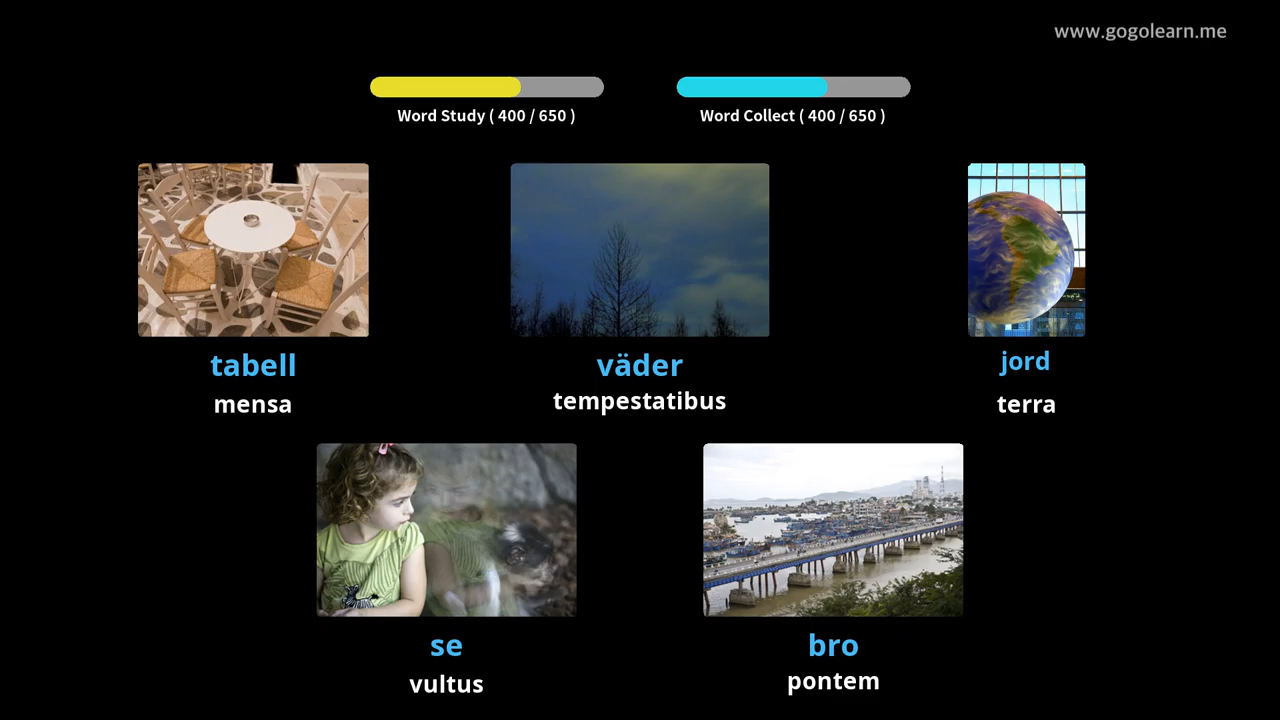 www.gogolearn.me
Word Study ( 400 / 650 )
Word Collect ( 400 / 650 )
tabell
mensa
väder
tempestatibus
jord
terra
se
vultus
bro
pontem